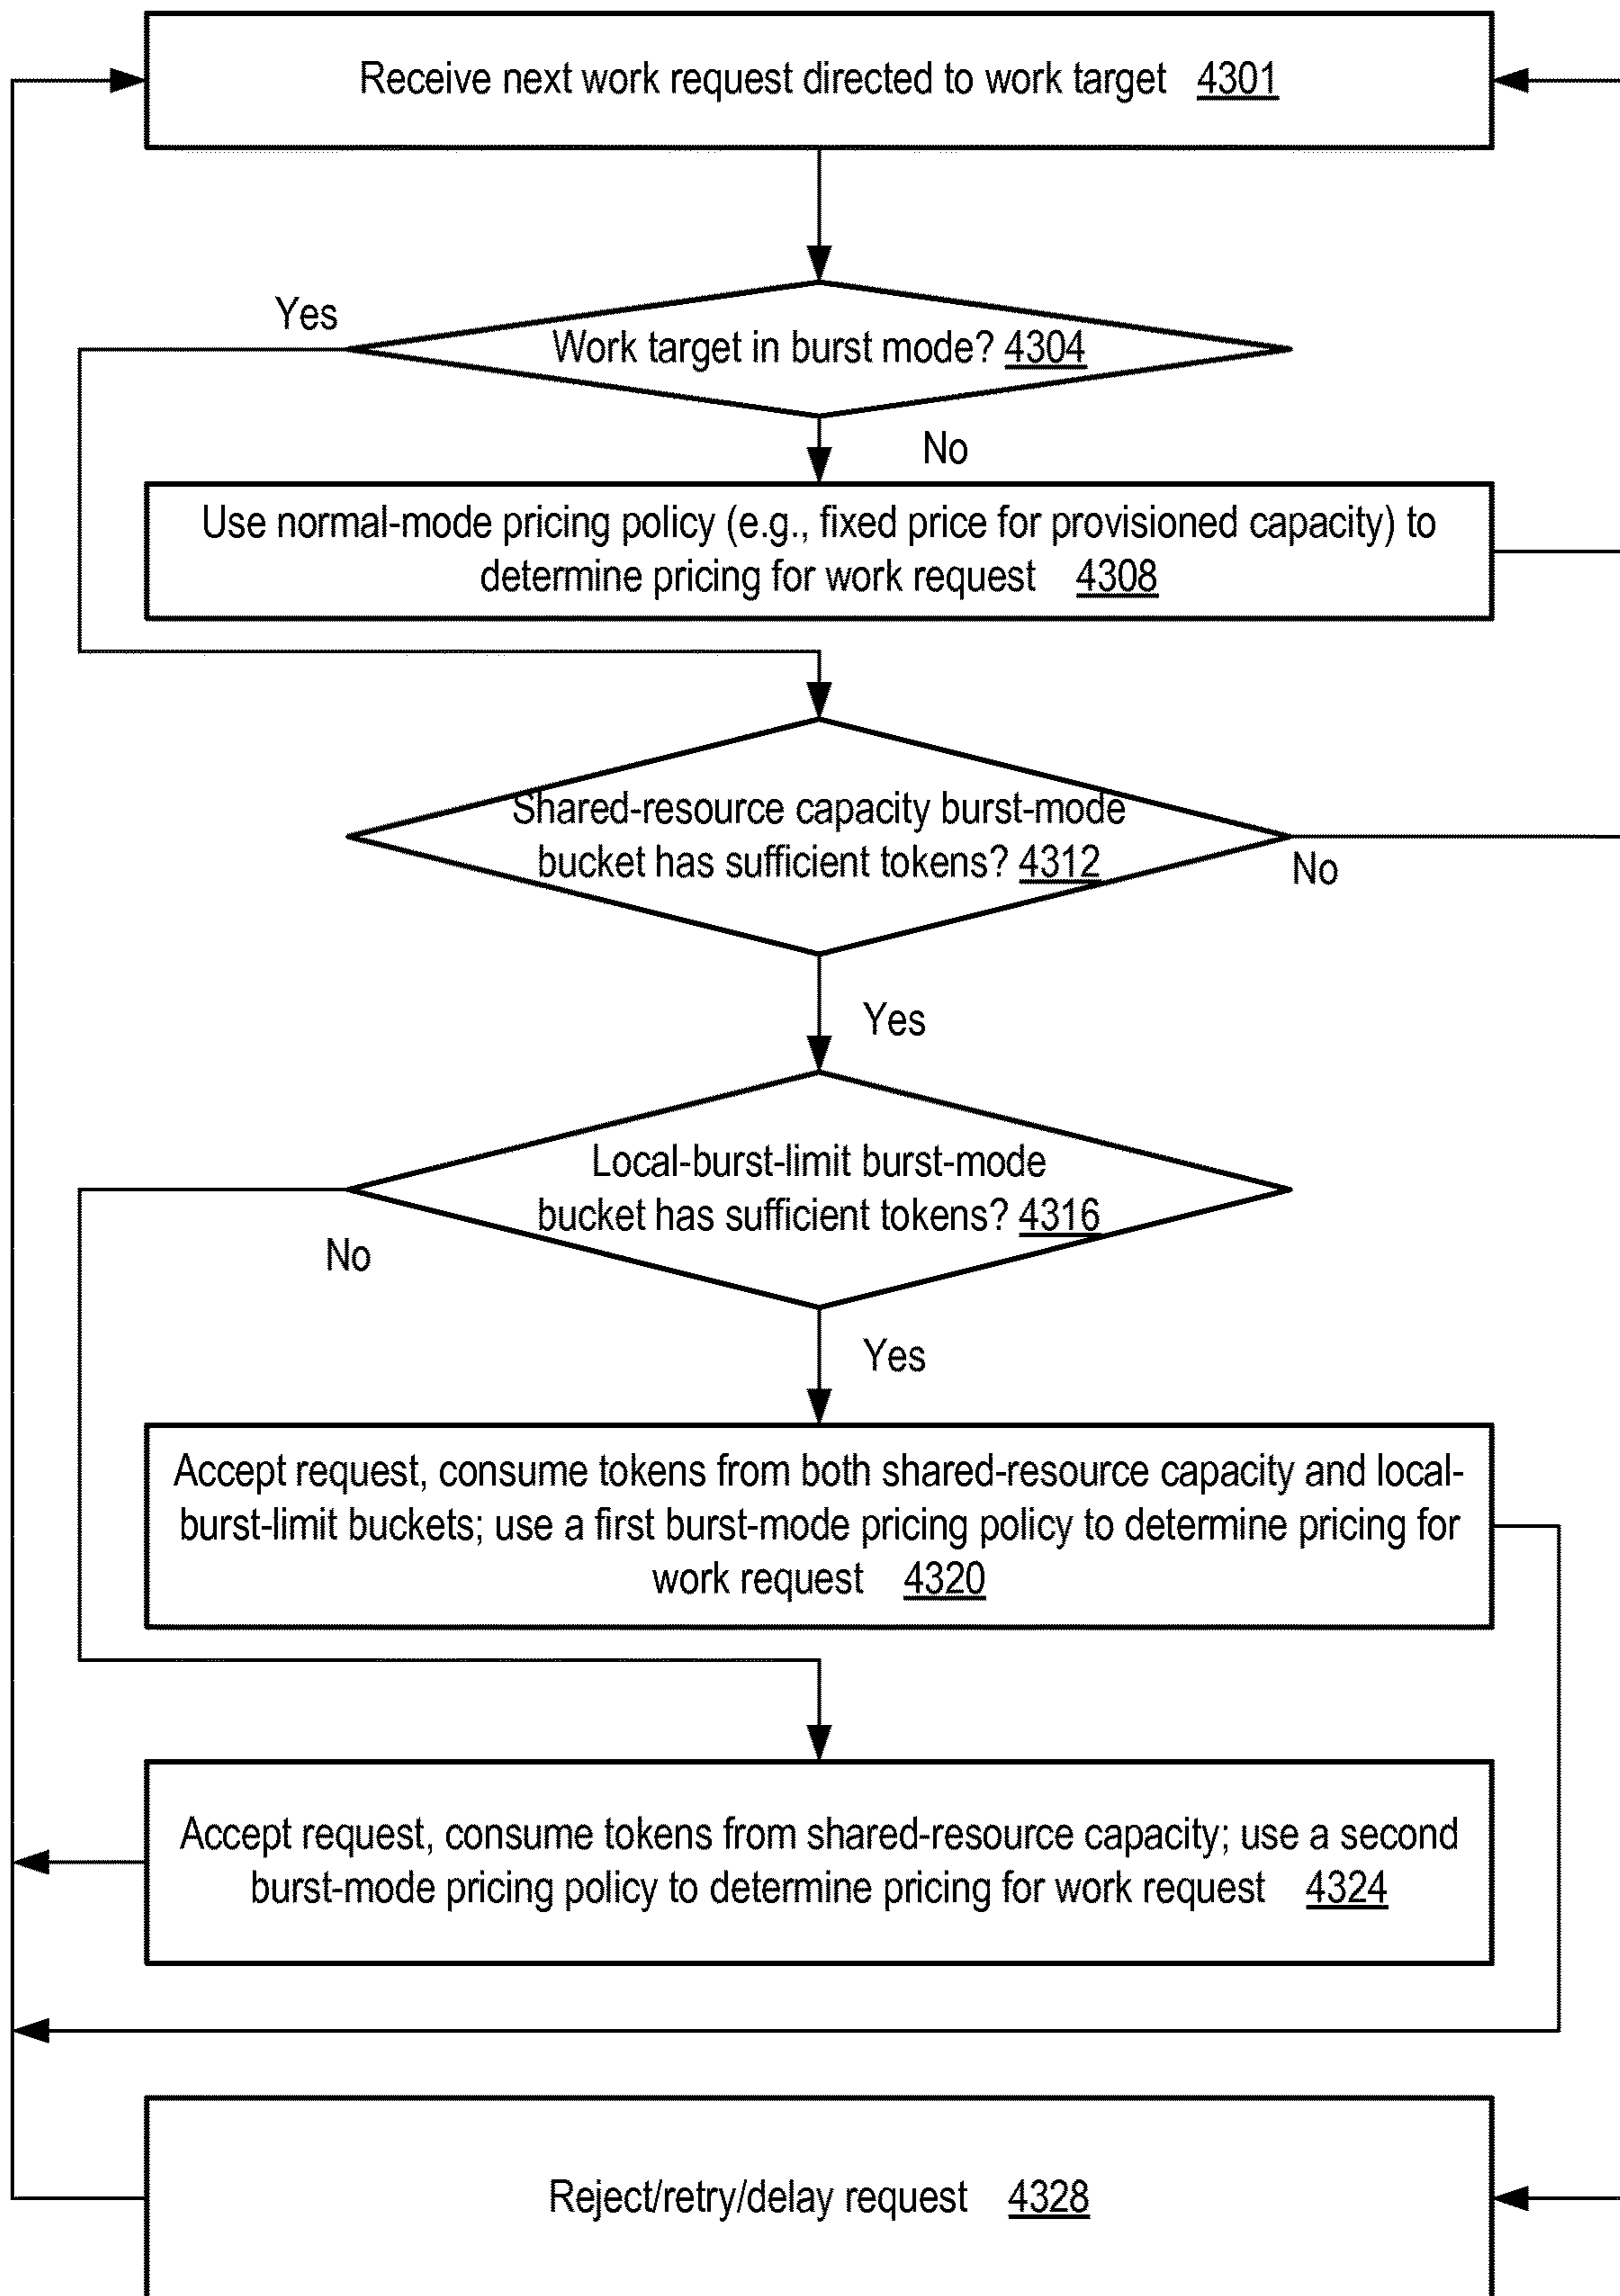 Receive next work request directed to work target 4301
Yes
Work target in burst mode? 4304
No
Use normal-mode pricing policy (e.g., fixed price for provisioned capacity) to
determine pricing for work request 4308
Shared-resource capacity burst-mode
bucket has sufficient tokens? 4312
No
Yes
Local-burst-limit burst-mode
bucket has sufficient tokens? 4316
No
Yes
Accept request, consume tokens from both shared-resource capacity and local-
burst-limit buckets; use a first burst-mode pricing policy to determine pricing for
work request 4320
Accept request, consume tokens from shared-resource capacity; use a second
burst-mode pricing policy to determine pricing for work request 4324
Reject/retry/delay request 4328